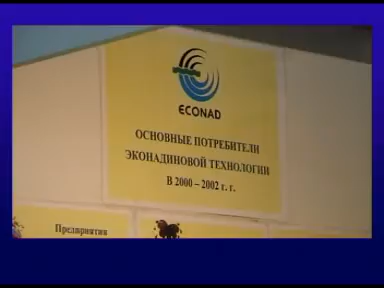 ECONAD
ОСНОВНЫЕ ПОТРЕБИТЕЛИ
ЭКОНАДИНОВОЙ ТЕХНОЛОГИИ
В 2000 – 2002 г. г.
Предприятия